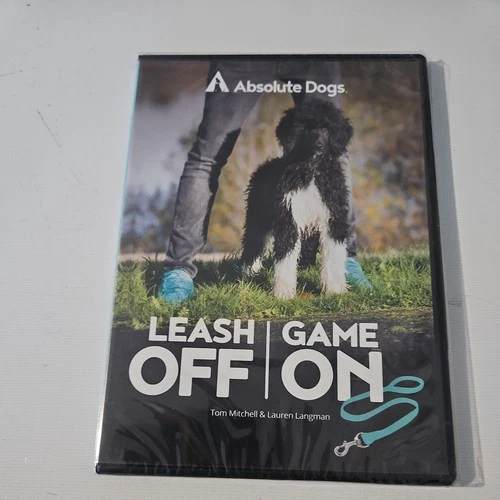 Absolute Dogs.
LEASH | GAME
OFF | ON
Tom Mitchell & Lauren Langman